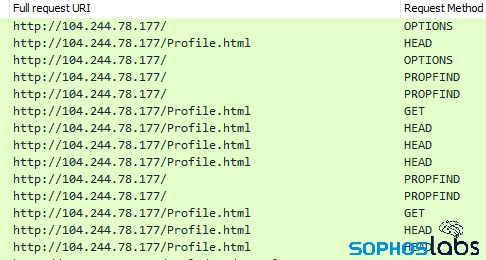 Full request URI Request Method
http://104.244.78.177/ OPTIONS
http://104.244.78.177/Profile.html HEAD
http://104.244.78.177/ OPTIONS
http://104.244.78.177/ PROPFIND
http://104.244.78.177/ PROPFIND
http://104.244.78.177/Profile.html GET
http://104.244.78.177/Profile.html HEAD
http://104.244.78.177/Profile.html HEAD
http://104.244.78.177/Profile.html HEAD
http://104.244.78.177/ PROPFIND
http://104.244.78.177/ PROPFIND
http://104.244.78.177/Profile.html GET
http://104.244.78.177/Profile.html HEAD
http://104.244.78.177/Profile.html HEAD
SOPHOSlabs